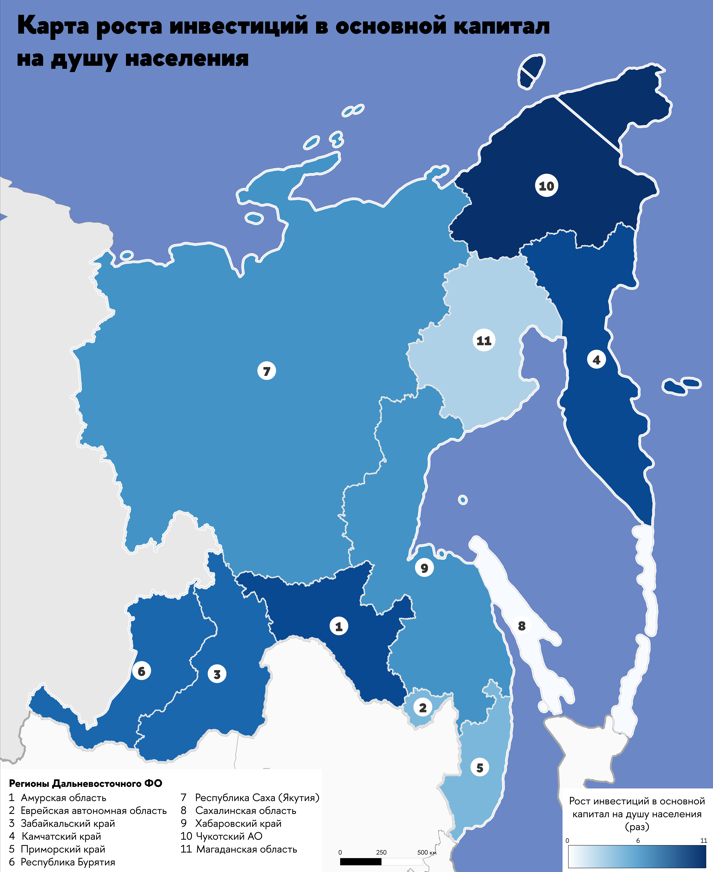 Карта роста инвестиций в основной капитал
на душу населения
10
11
7
4
9
1
8
6
3
2
5
Регионы Дальневосточного ФО
1 Амурская область
2 Еврейская автономная область
3 Забайкальский край
4 Камчатский край
5 Приморский край
6 Республика Бурятия
7 Республика Саха (Якутия)
8 Сахалинская область
9 Хабаровский край
10 Чукотский АО
11 Магаданская область
0 250 500 км
Рост инвестиций в основной
капитал на душу населения
(раз)
0 6 11